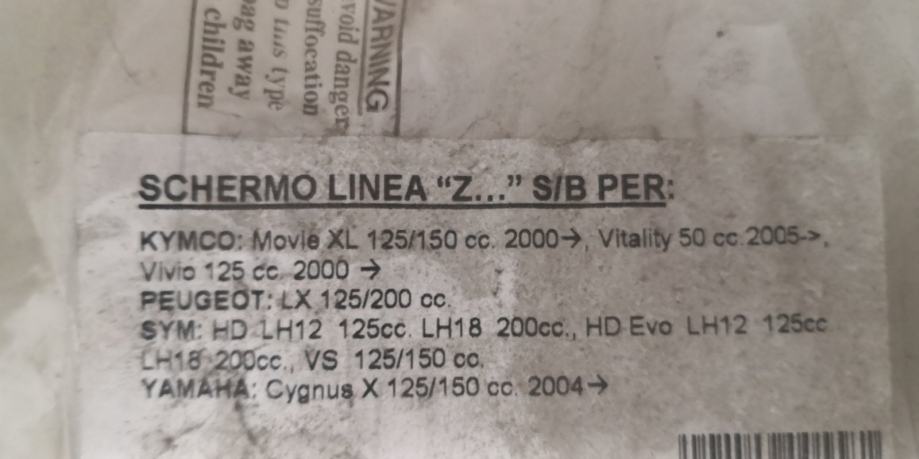 WARNING
void danger
suffocation
this type
bag away
children
SCHERMO LINEA “Z...” S/B PER:
KYMCO: Movie XL 125/150 cc. 2000→, Vitality 50 cc.2005->,
Vivio 125 cc. 2000 →
PEUGEOT: LX 125/200 cc.
SYM: HD LH12 125cc. LH18 200cc., HD Evo LH12 125cc
LH18 200cc., VS 125/150 cc.
YAMAHA: Cygnus X 125/150 cc. 2004→